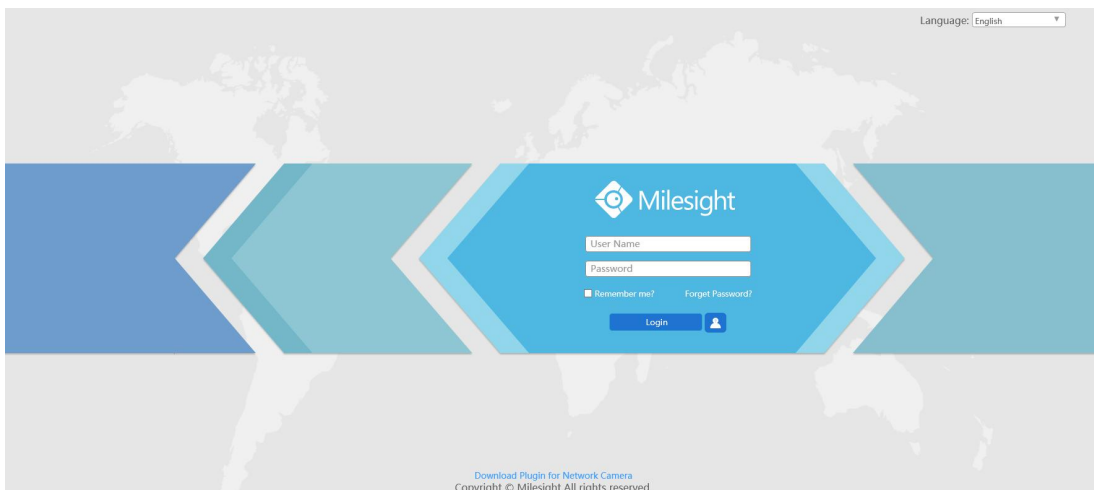 Language: English
Milesight
User Name
Password
Remember me? Forget Password?
Login
Download Plugin for Network Camera
Copyright © Milesight All rights reserved